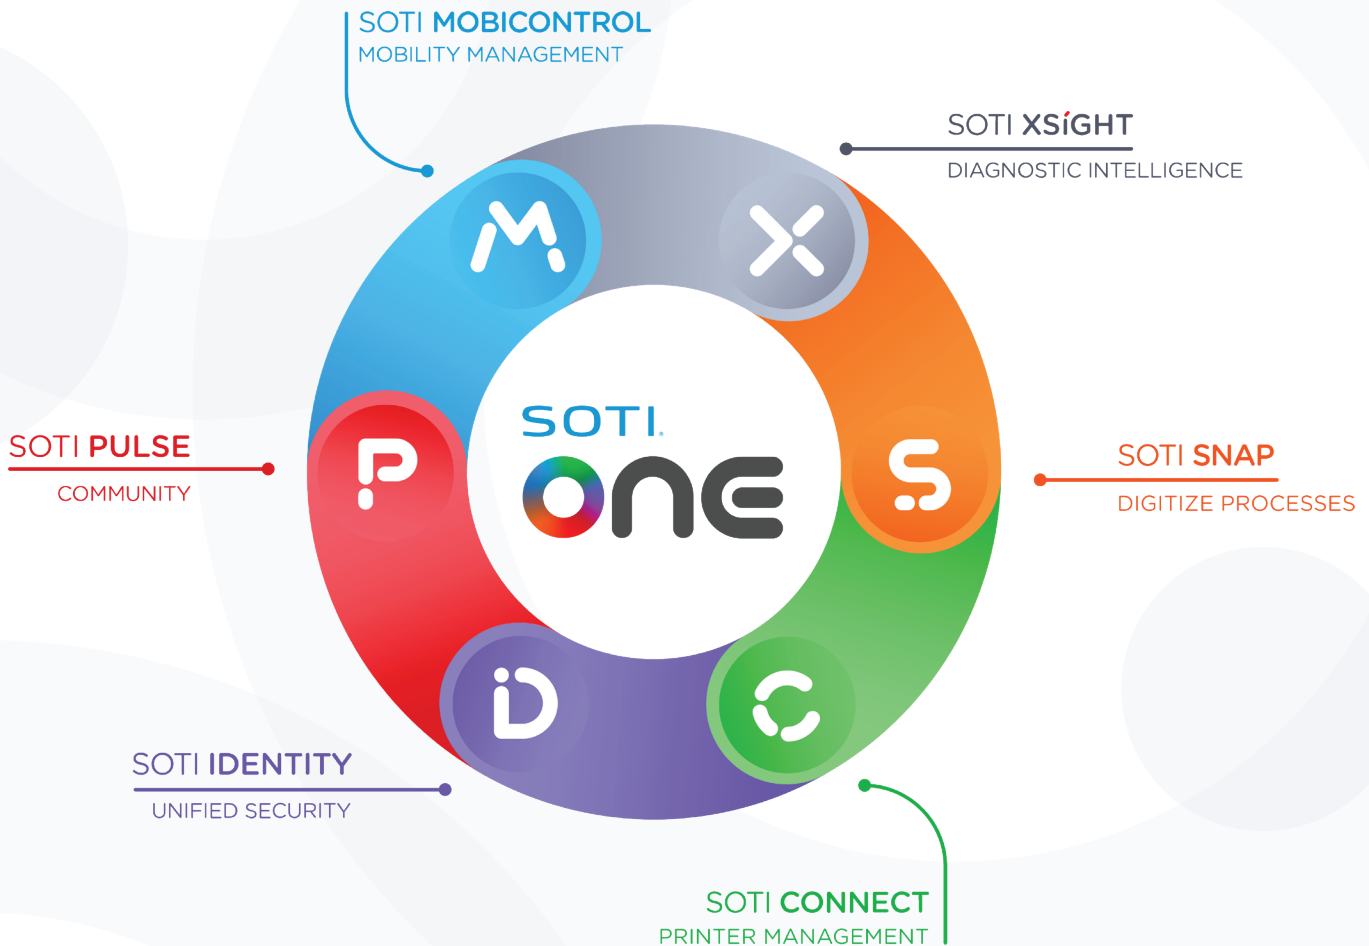 SOTI MOBICONTROL
MOBILITY MANAGEMENT
SOTI XSíGHT
DIAGNOSTIC INTELLIGENCE
M
X
SOTI PULSE
COMMUNITY
P
SOTI.
ONE
S
SOTI SNAP
DIGITIZE PROCESSES
iD
C
SOTI IDENTITY
UNIFIED SECURITY
SOTI CONNECT
PRINTER MANAGEMENT